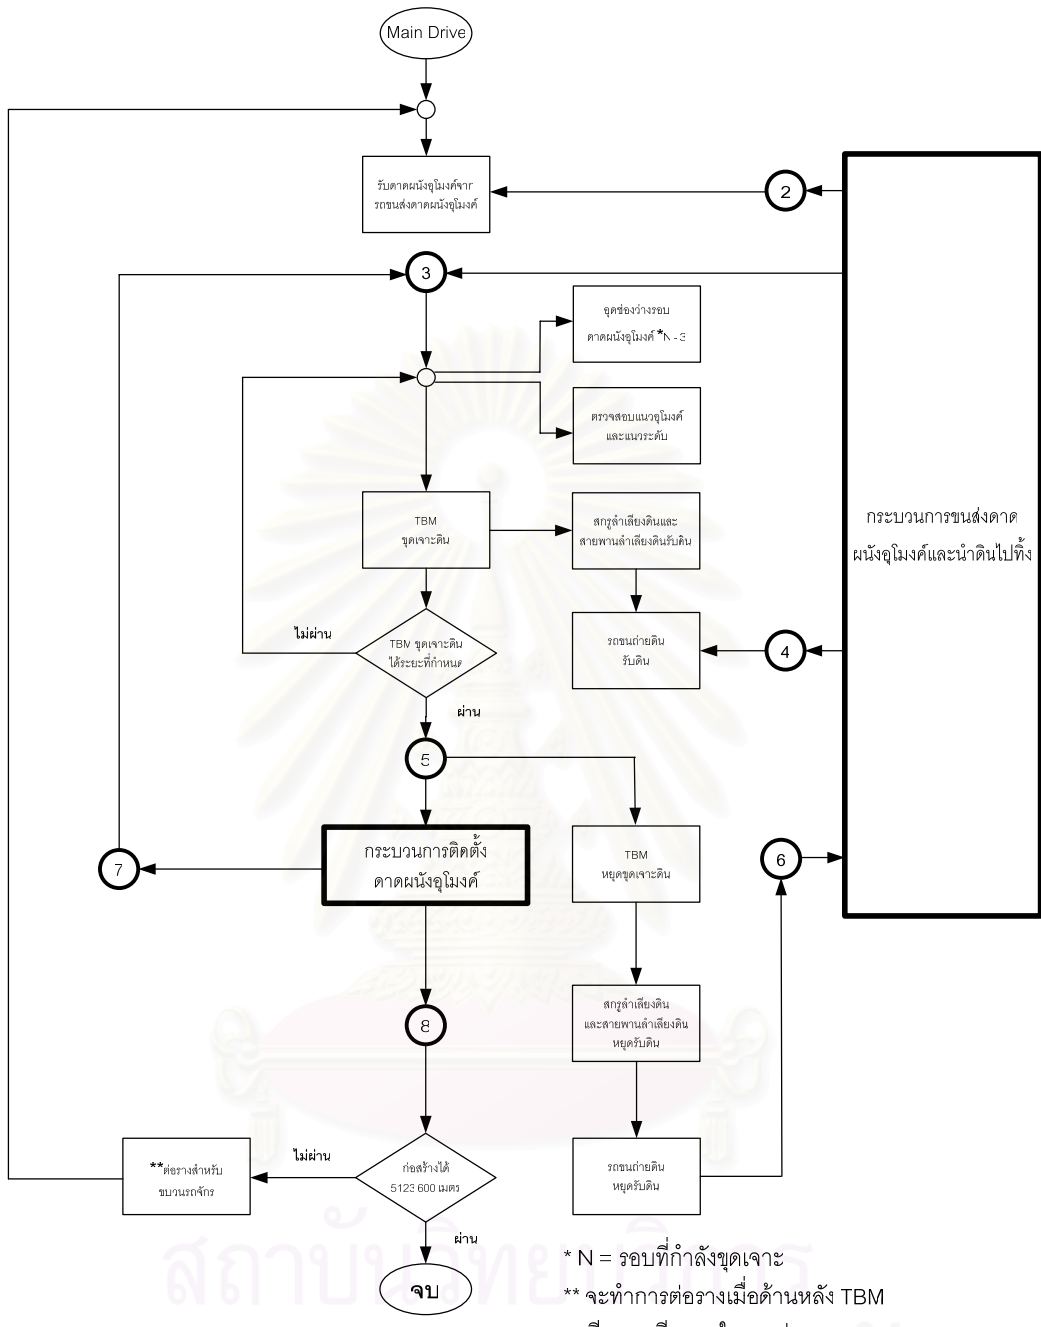 Main Drive
รับดาดผนังอุโมงค์จาก
รถขนส่งดาดผนังอุโมงค์
2
3
อุดช่องว่างรอบ
ดาดผนังอุโมงค์ *N - 3
ตรวจสอบแนวอุโมงค์
และแนวระดับ
TBM
ขุดเจาะดิน
สกรูลำเลียงดินและ
สายพานลำเลียงดินรับดิน
กระบวนการขนส่งดาด
ผนังอุโมงค์และนำดินไปทิ้ง
ไม่ผ่าน
TBM ขุดเจาะดิน
ได้ระยะที่กำหนด
รถขนถ่ายดิน
รับดิน
4
ผ่าน
5
กระบวนการติดตั้ง
ดาดผนังอุโมงค์
7
TBM
หยุดขุดเจาะดิน
6
สกรูลำเลียงดิน
และสายพานลำเลียงดิน
หยุดรับดิน
8
**ต่อรางสำหรับ
ขบวนรถจักร
ไม่ผ่าน
ก่อสร้างได้
5123.600 เมตร
รถขนถ่ายดิน
หยุดรับดิน
ผ่าน
จบ
* N = รอบที่กำลังขุดเจาะ
** จะทำการต่อรางเมื่อด้านหลัง TBM